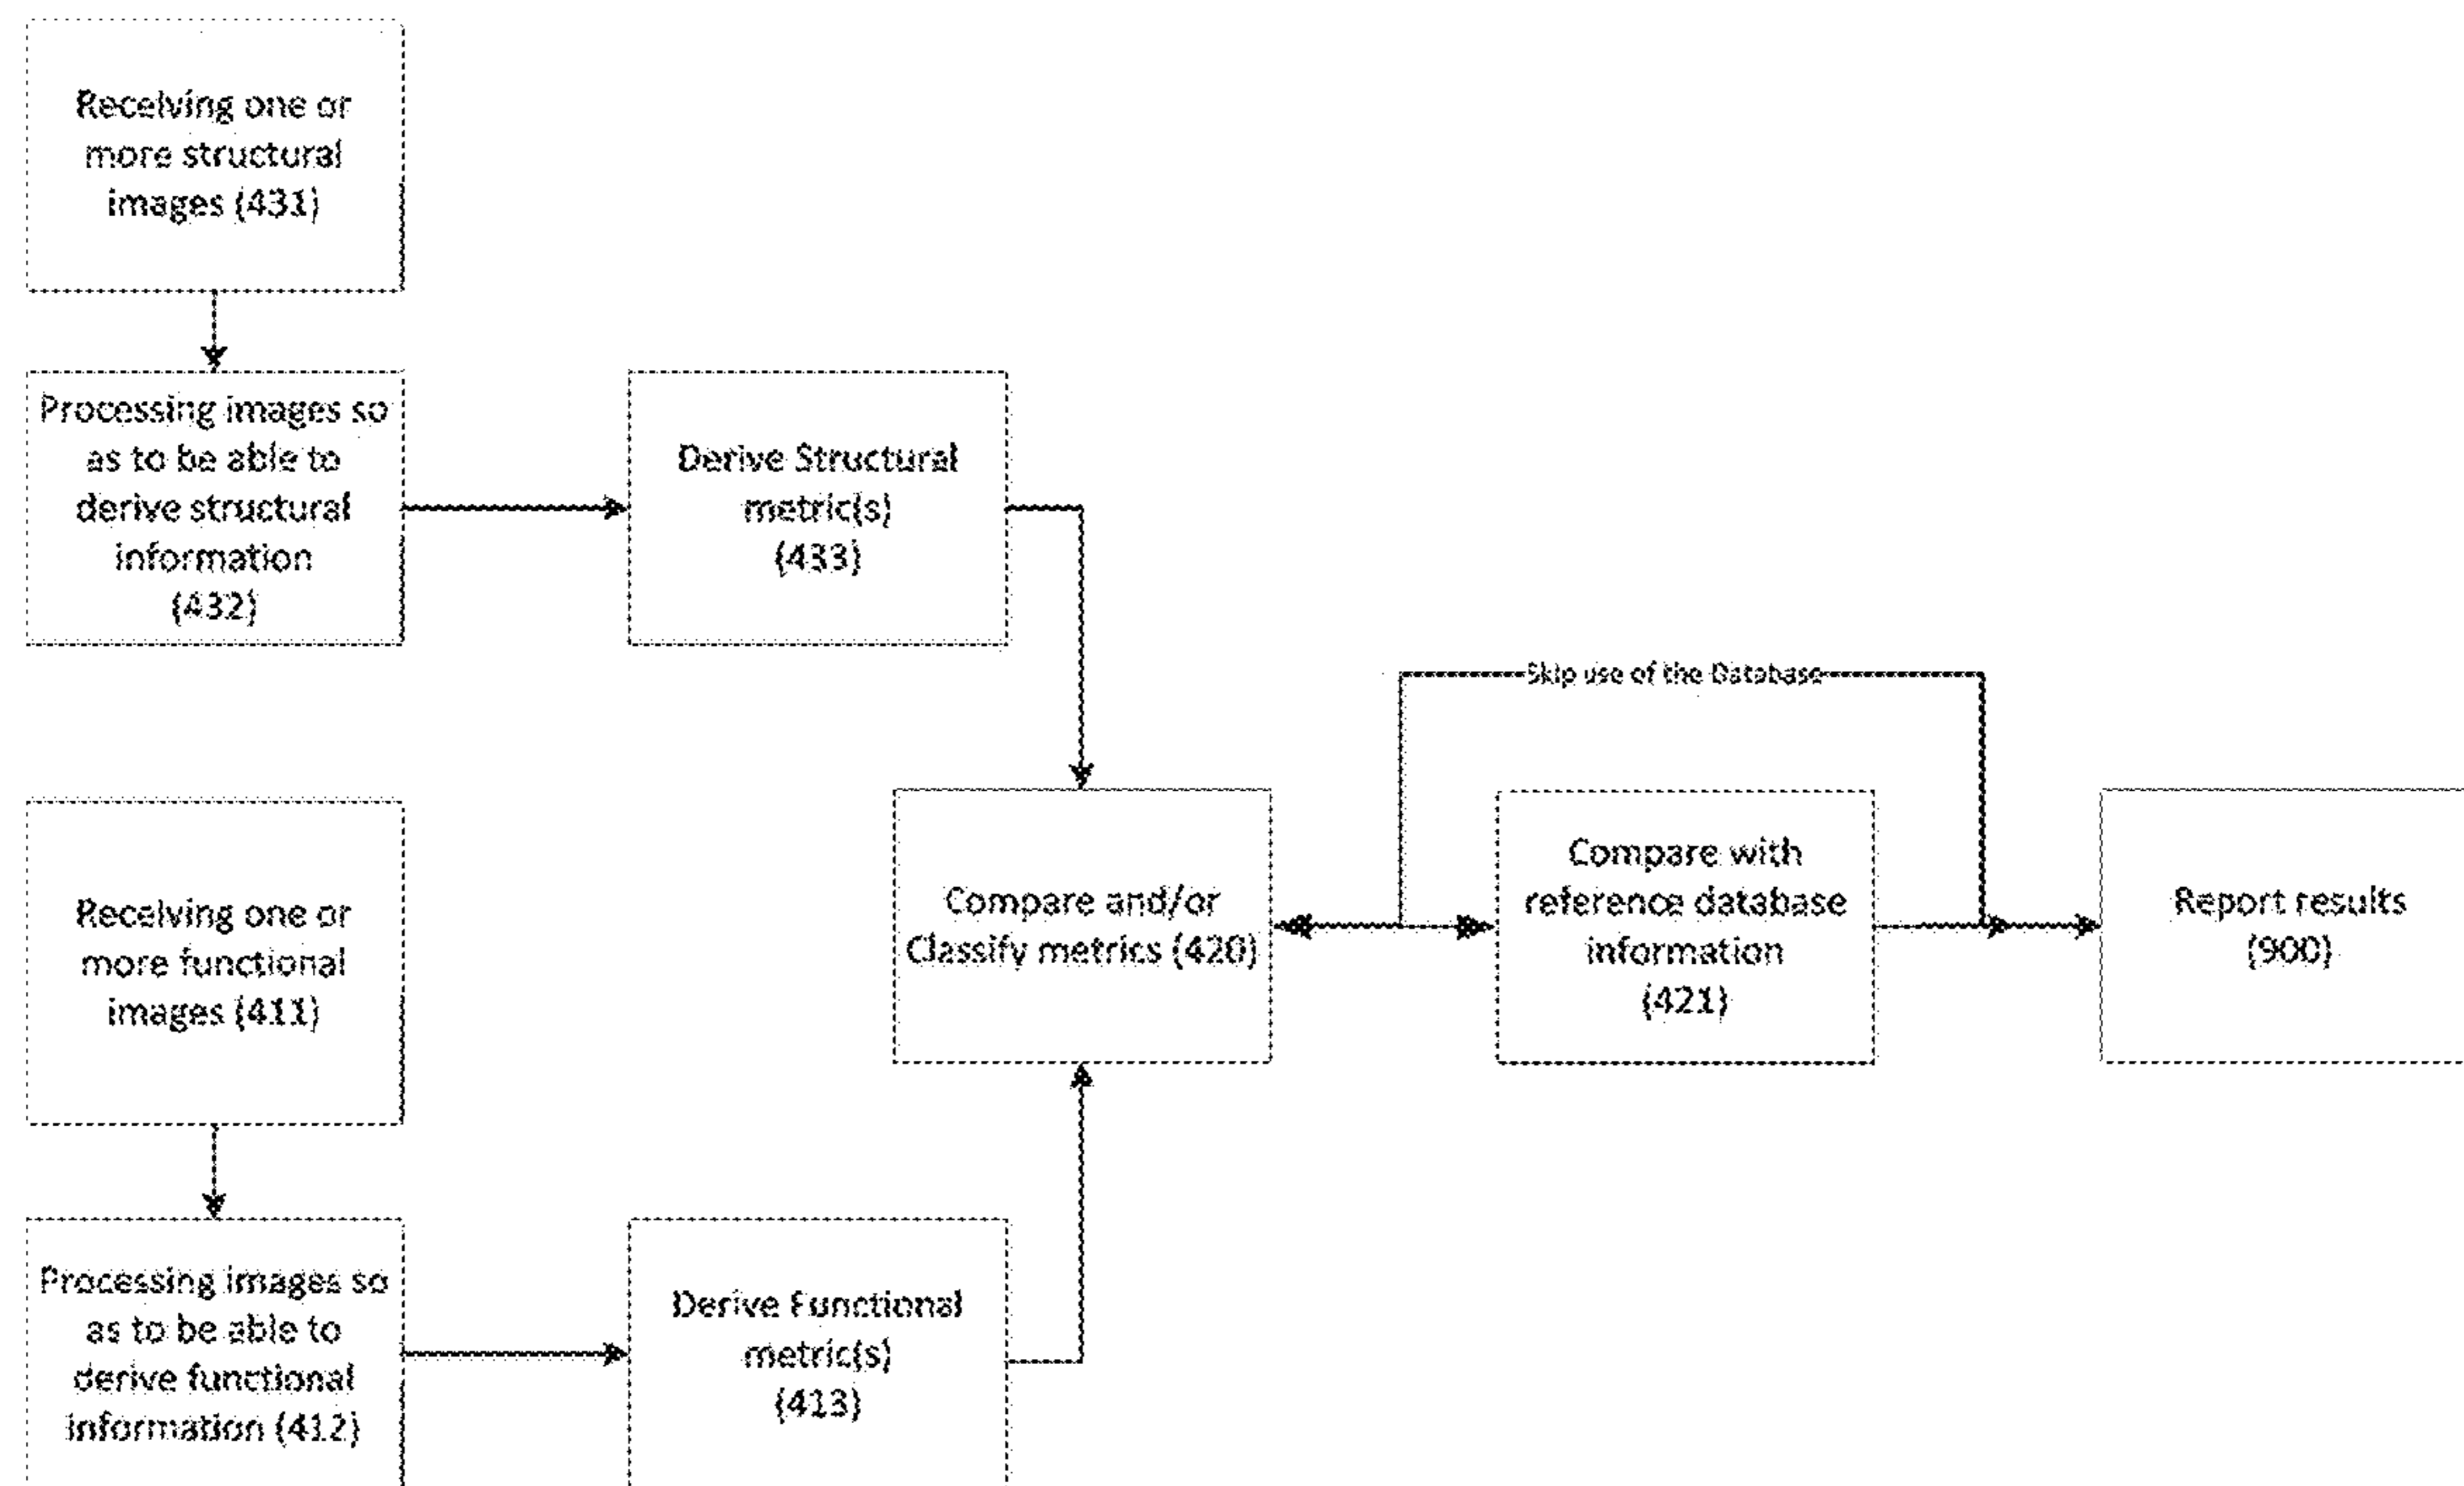 Receiving one or
more structural
images (431)
Processing images so
as to be able to
derive structural
information
(432)
Derive Structural
metric(s)
(433)
Skip use of the Database
Receiving one or
more functional
images (411)
Compare and/or
Classify metrics (420)
Compare with
reference database
information
(421)
Report results
(900)
Processing images so
as to be able to
derive functional
information (412)
Derive Functional
metric(s)
(413)